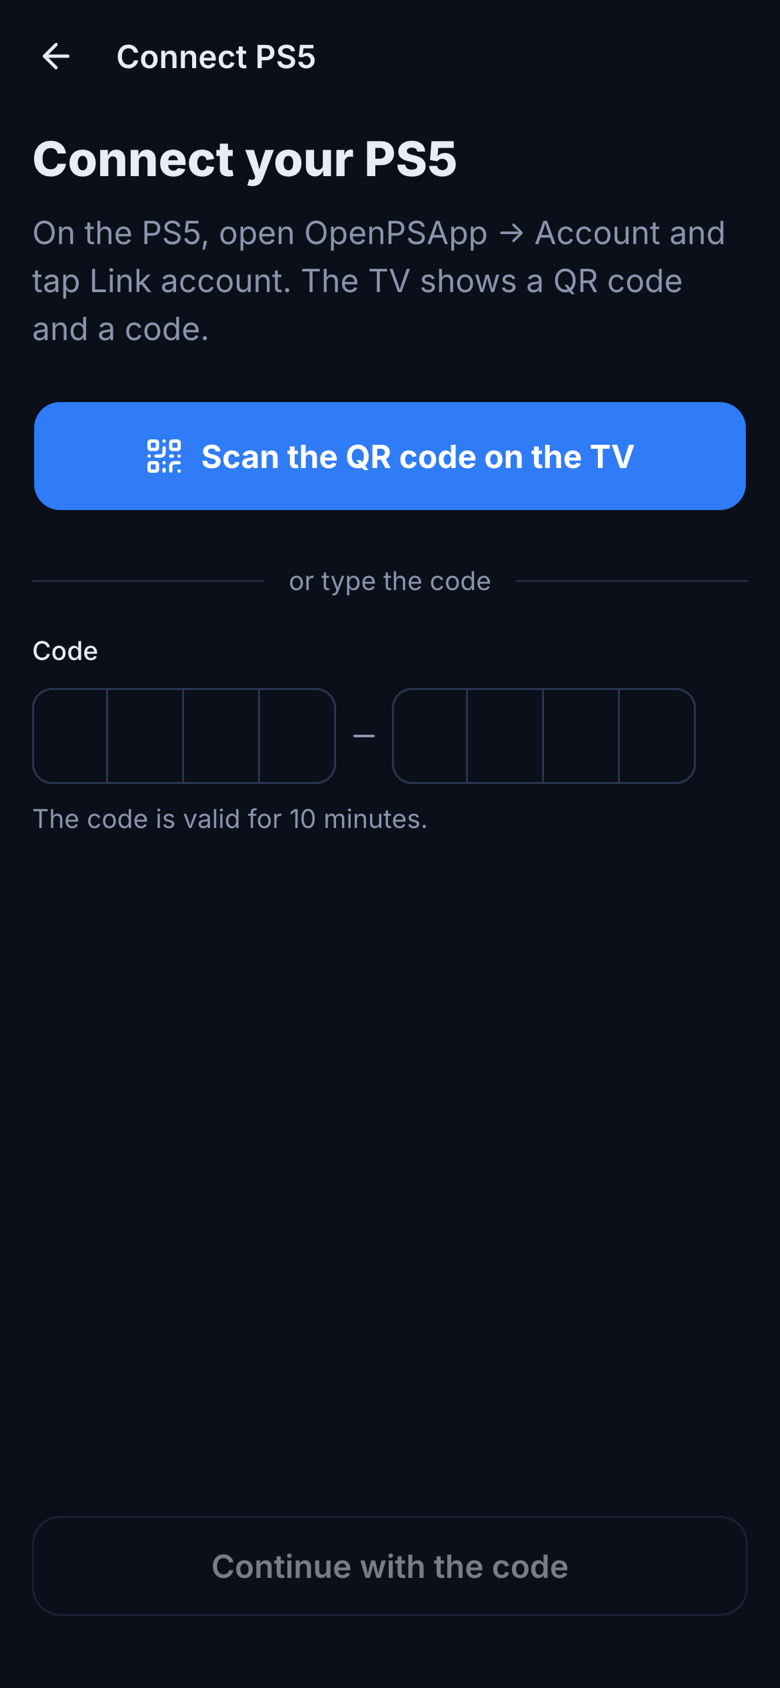 Connect PS5
Connect your PS5
On the PS5, open OpenPSApp → Account and
tap Link account. The TV shows a QR code
and a code.
Scan the QR code on the TV
or type the code
Code
–
The code is valid for 10 minutes.
Continue with the code